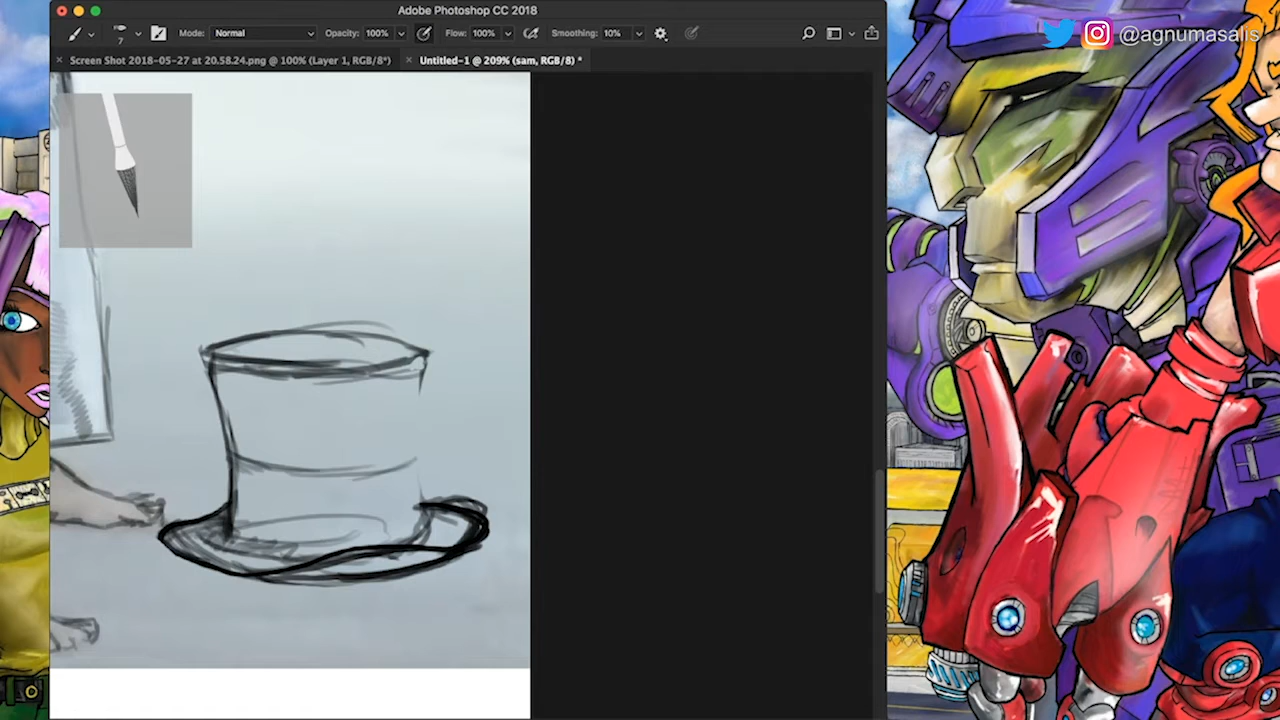 Adobe Photoshop CC 2018
7
Mode: Normal Opacity: 100% Flow: 100% Smoothing: 10%
@agnumasalis
Screen Shot 2018-05-27 at 20.58.24.png @ 100% (Layer 1, RGB/8*)
Untitled-1 @ 209% (sam, RGB/8) *